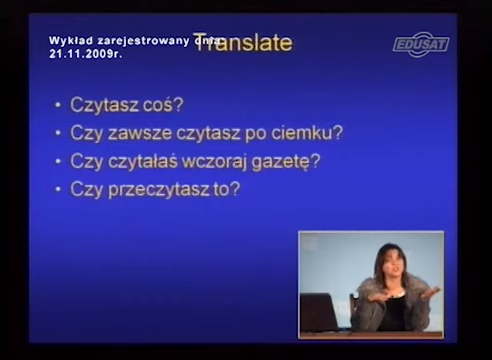 Wykład zarejestrowany dnia:
21.11.2009r.
Translate
EDUSAT
• Czytasz coś?
• Czy zawsze czytasz po ciemku?
• Czy czytałaś wczoraj gazetę?
• Czy przeczytasz to?